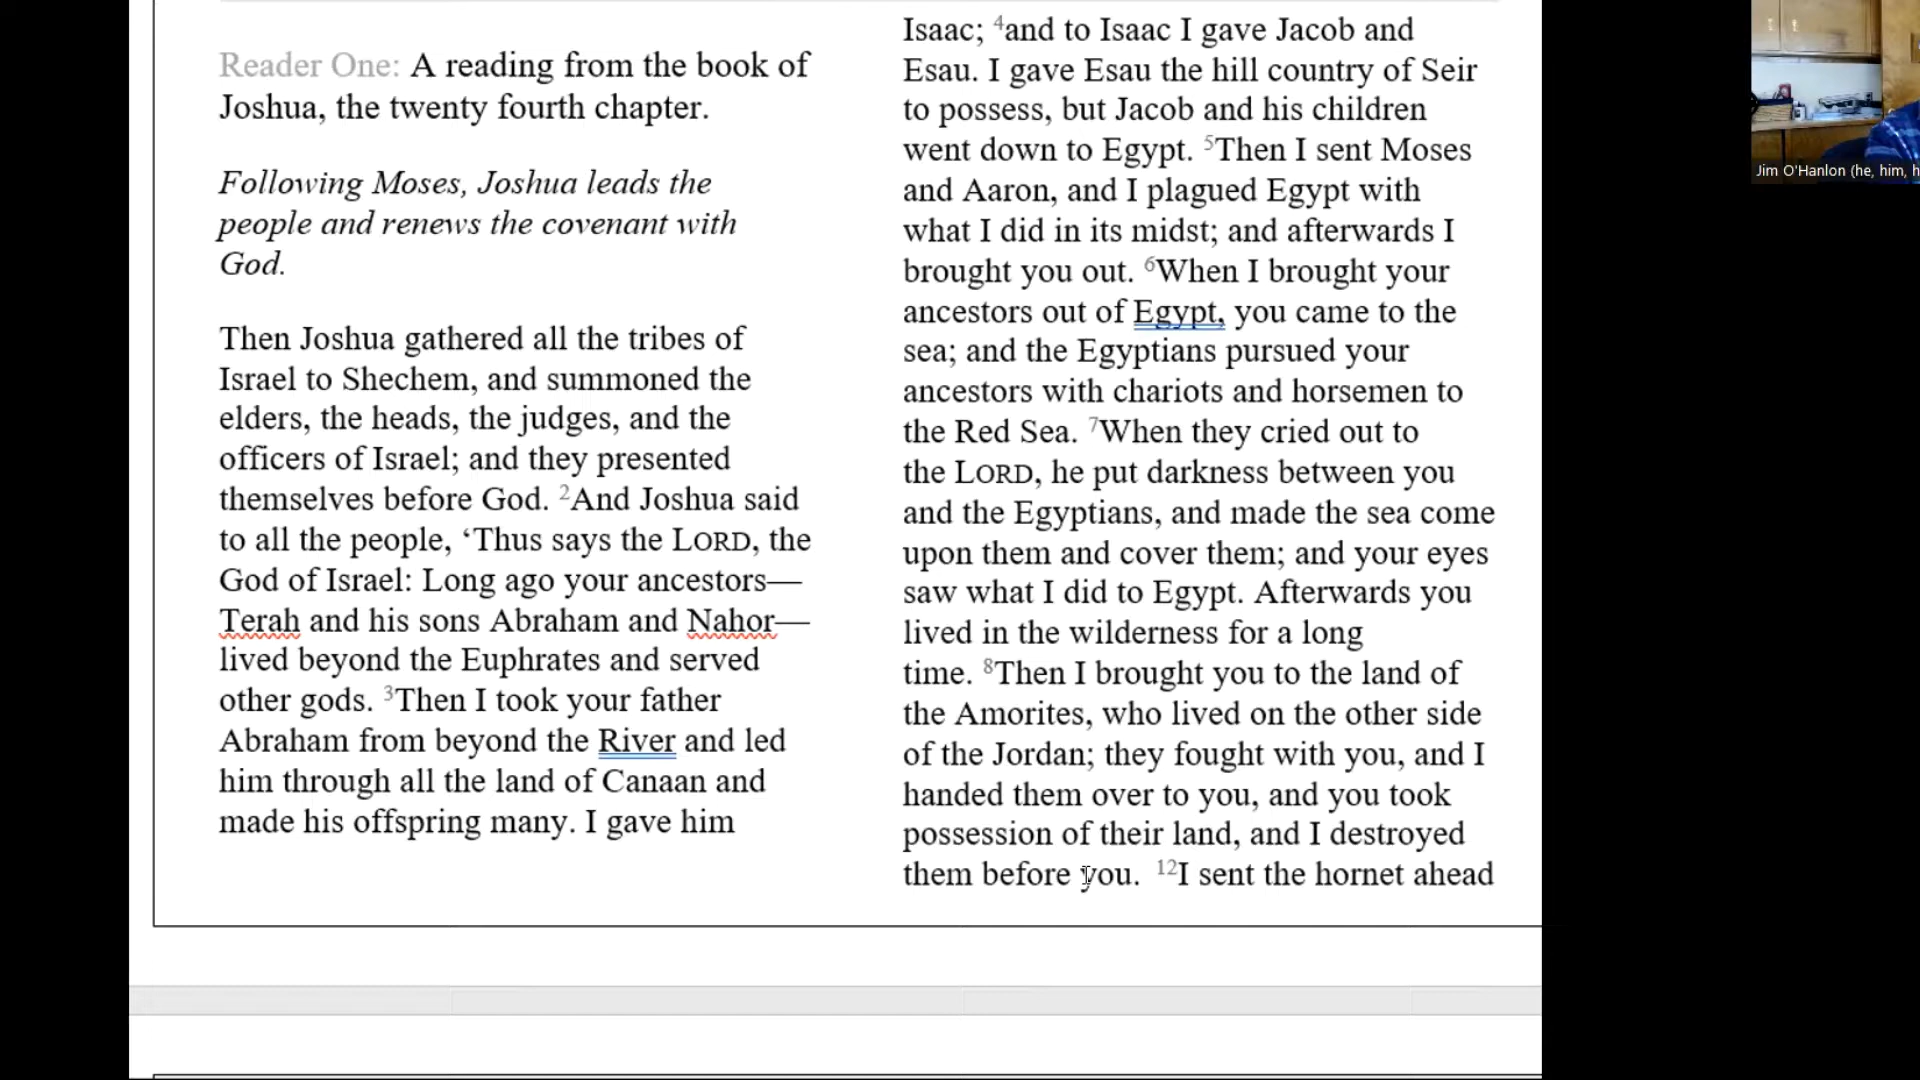 Reader One: A reading from the book of
Joshua, the twenty fourth chapter.
Following Moses, Joshua leads the
people and renews the covenant with
God.
Then Joshua gathered all the tribes of
Israel to Shechem, and summoned the
elders, the heads, the judges, and the
officers of Israel; and they presented
themselves before God. 2And Joshua said
to all the people, ‘Thus says the LORD, the
God of Israel: Long ago your ancestors—
Terah and his sons Abraham and Nahor—
lived beyond the Euphrates and served
other gods. 3Then I took your father
Abraham from beyond the River and led
him through all the land of Canaan and
made his offspring many. I gave him
Isaac; 4and to Isaac I gave Jacob and
Esau. I gave Esau the hill country of Seir
to possess, but Jacob and his children
went down to Egypt. 5Then I sent Moses
and Aaron, and I plagued Egypt with
what I did in its midst; and afterwards I
brought you out. 6When I brought your
ancestors out of Egypt, you came to the
sea; and the Egyptians pursued your
ancestors with chariots and horsemen to
the Red Sea. 7When they cried out to
the LORD, he put darkness between you
and the Egyptians, and made the sea come
upon them and cover them; and your eyes
saw what I did to Egypt. Afterwards you
lived in the wilderness for a long
time. 8Then I brought you to the land of
the Amorites, who lived on the other side
of the Jordan; they fought with you, and I
handed them over to you, and you took
possession of their land, and I destroyed
them before you. 12I sent the hornet ahead
Jim O'Hanlon (he, him, h